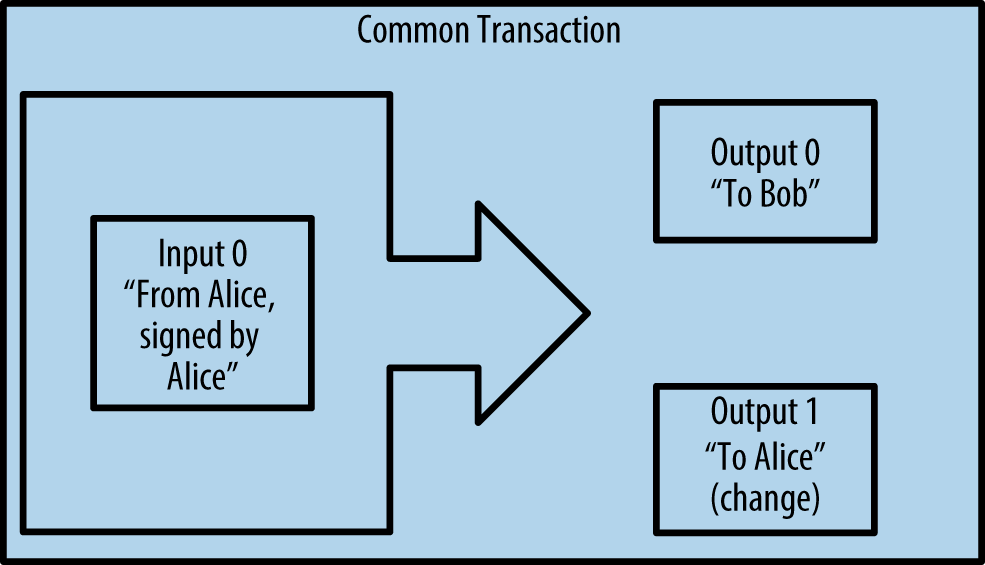 Common Transaction
Input 0
“From Alice,
signed by
Alice”
Output 0
“To Bob”
Output 1
“To Alice”
(change)